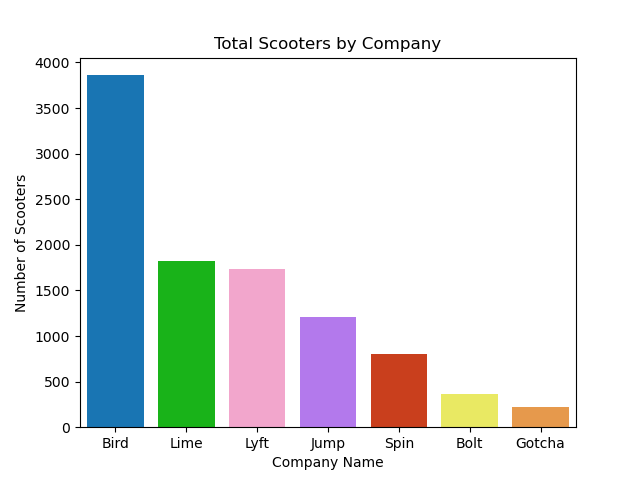 Total Scooters by Company
Number of Scooters
4000
3500
3000
2500
2000
1500
1000
500
0
Bird Lime Lyft Jump Spin Bolt Gotcha
Company Name